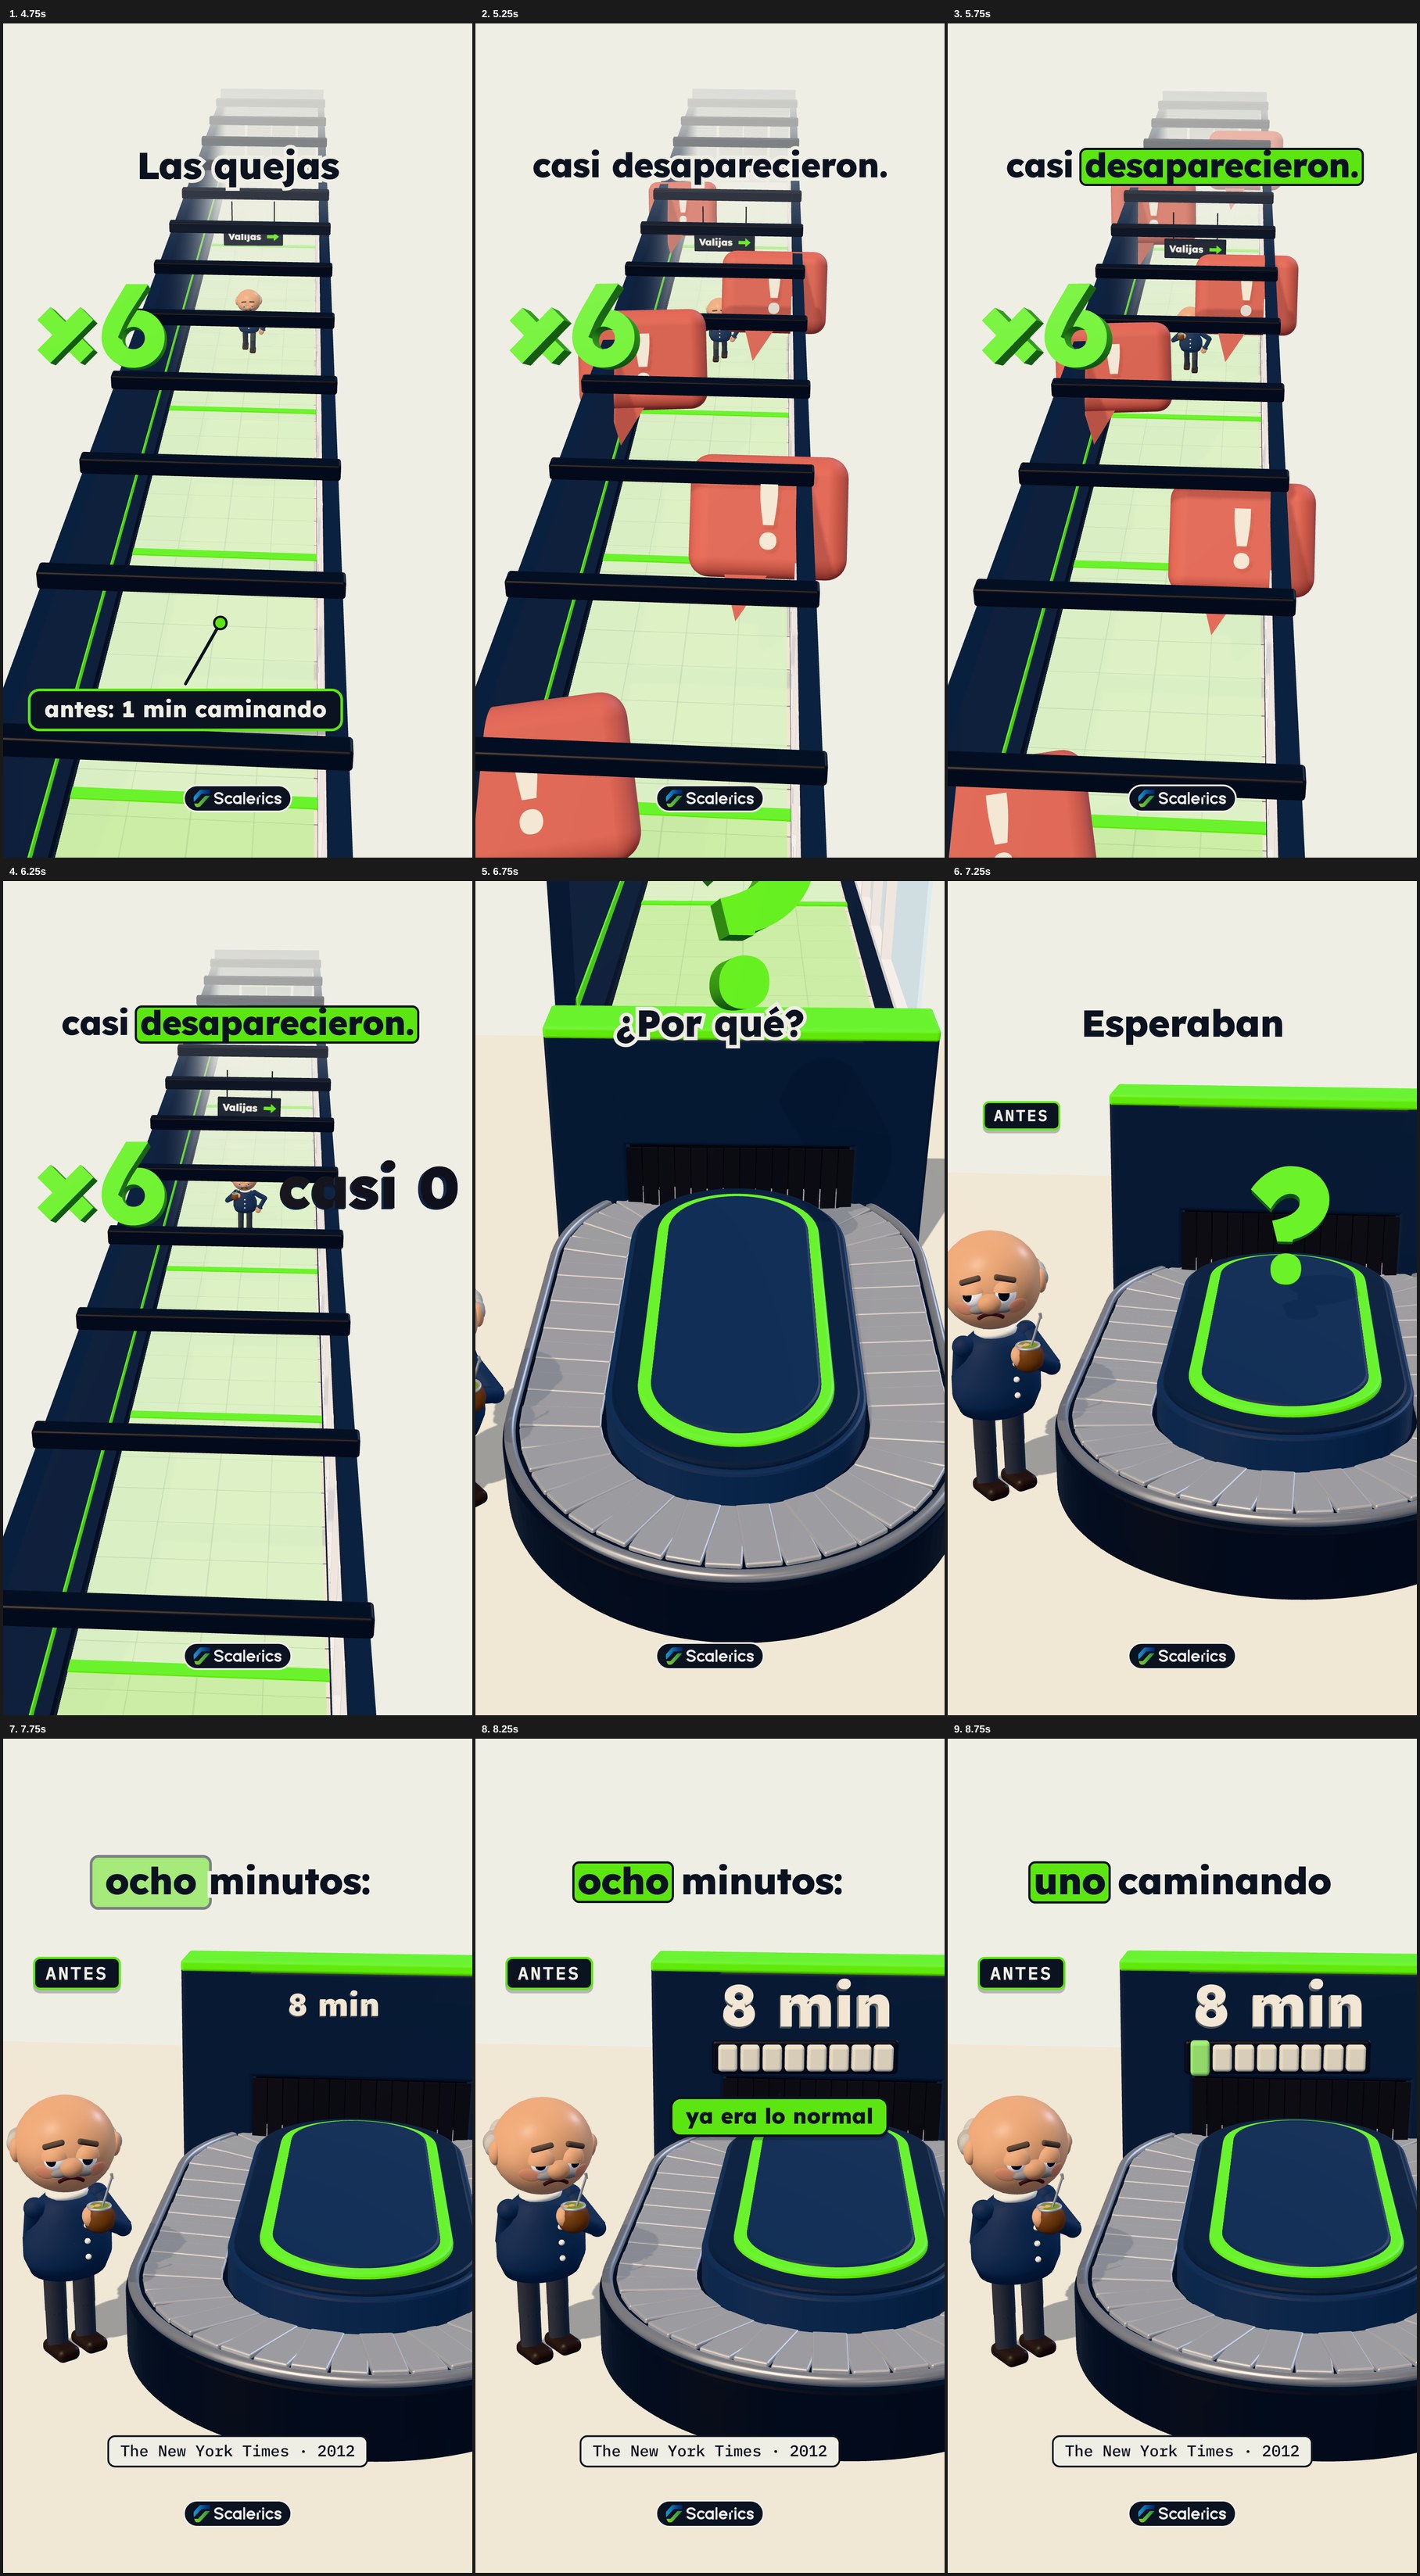 1. 4.75s
Las quejas
Valijas →
×6
antes: 1 min caminando
Scalerics
2. 5.25s
casi desaparecieron.
!
Valijas →
!
×6
!
!
!
Scalerics
3. 5.75s
casi desaparecieron.
!
Valijas →
!
×6
!
!
!
Scalerics
4. 6.25s
casi desaparecieron.
Valijas →
×6
casi 0
Scalerics
5. 6.75s
?
¿Por qué?
Scalerics
6. 7.25s
Esperaban
ANTES
?
Scalerics
7. 7.75s
ocho minutos:
ANTES
8 min
The New York Times · 2012
Scalerics
8. 8.25s
ocho minutos:
ANTES
8 min
ya era lo normal
The New York Times · 2012
Scalerics
9. 8.75s
uno caminando
ANTES
8 min
The New York Times · 2012
Scalerics